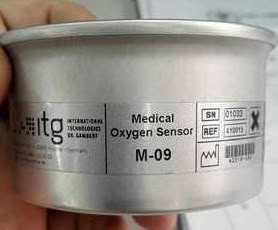 itg
INTERNATIONAL
TECHNOLOGIES
DR. GAMBERT
Medical
Oxygen Sensor
M-09
SN 01033
REF 410013